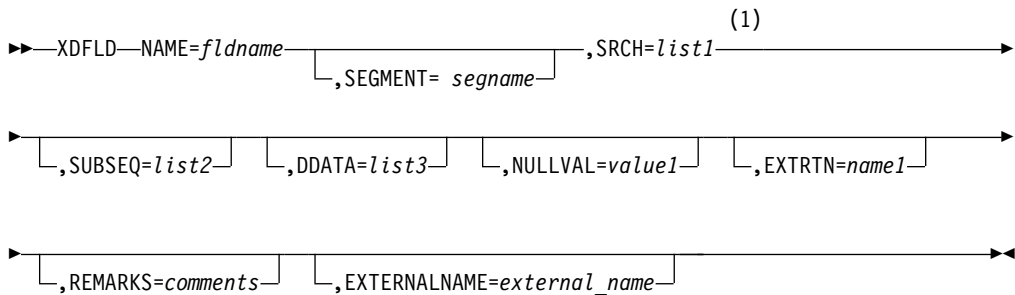 (1)
XDFLD NAME=fldname ,SRCH=list1
,SEGMENT= segname
,SUBSEQ=list2 ,DDATA=list3 ,NULLVAL=value1 ,EXTRTN=name1
,REMARKS=comments ,EXTERNALNAME=external_name